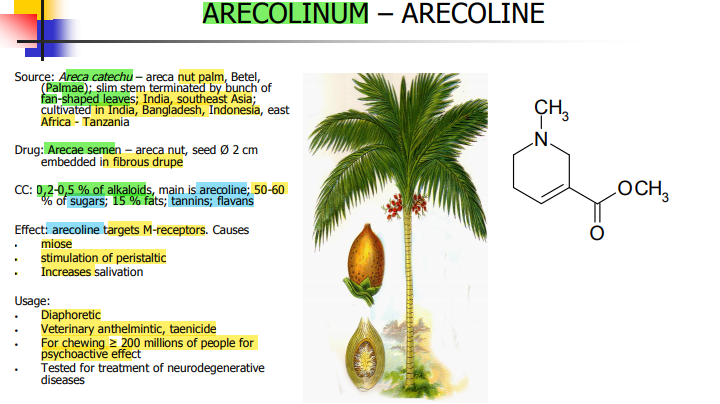 ARECOLINUM – ARECOLINE
Source: Areca catechu – areca nut palm, Betel,
(Palmae); slim stem terminated by bunch of
fan-shaped leaves; India, southeast Asia;
cultivated in India, Bangladesh, Indonesia, east
Africa - Tanzania
Drug: Arecae semen – areca nut, seed Ø 2 cm
embedded in fibrous drupe
CC: 0,2-0,5 % of alkaloids, main is arecoline; 50-60
% of sugars; 15 % fats; tannins; flavans
Effect: arecoline targets M-receptors. Causes
• miose
• stimulation of peristaltic
• Increases salivation
Usage:
• Diaphoretic
• Veterinary anthelmintic, taenicide
• For chewing ≥ 200 millions of people for
psychoactive effect
• Tested for treatment of neurodegenerative
diseases
CH3
N
OCH3
O